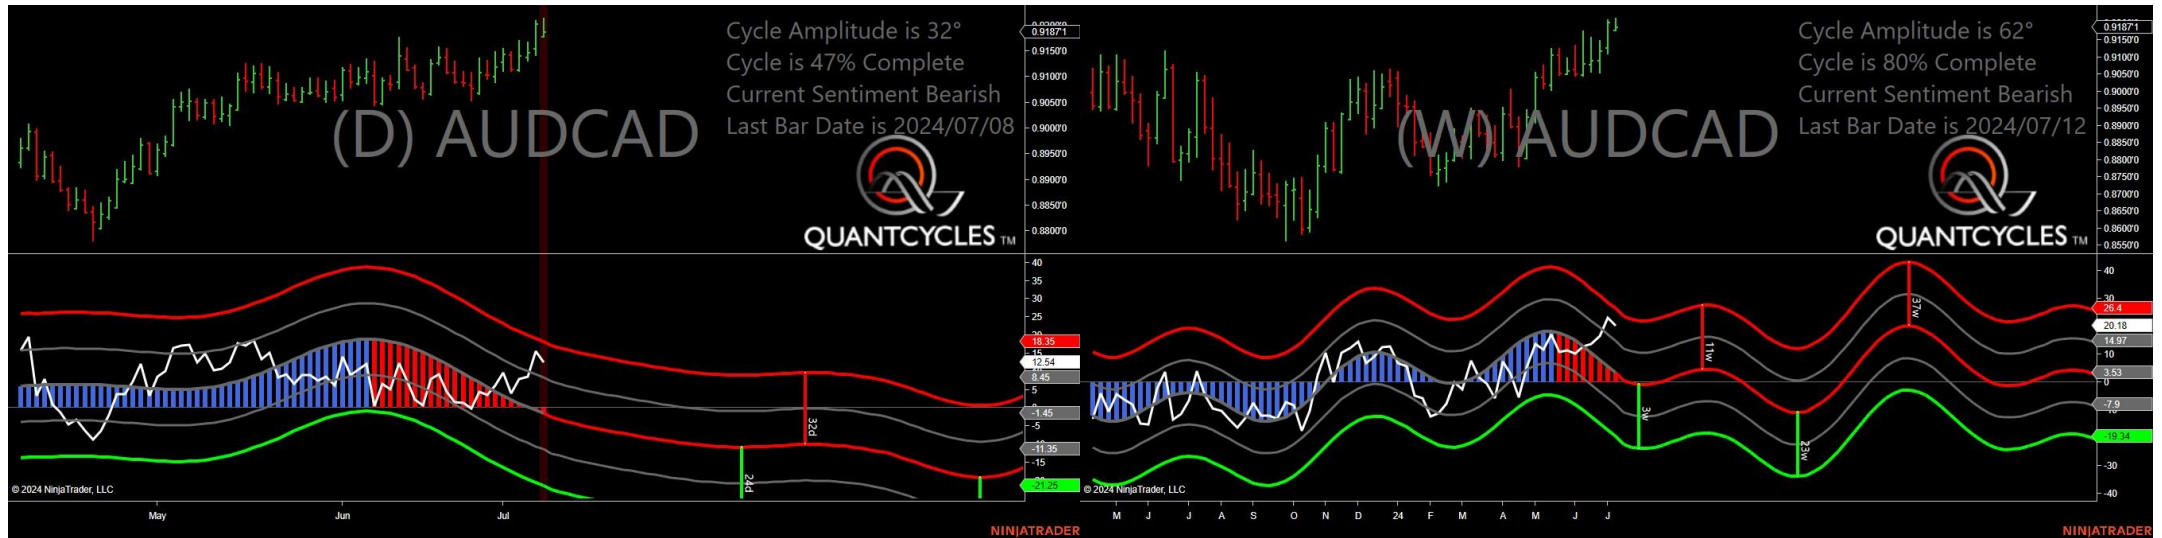 Cycle Amplitude is 32°
Cycle is 47% Complete
Current Sentiment Bearish
Last Bar Date is 2024/07/08
(D) AUDCAD
QUANTCYCLES TM
0.9187'1
0.9150'0
0.9100'0
0.9050'0
0.9000'0
0.8950'0
0.8900'0
0.8850'0
0.8800'0
40
35
30
25
18.35
15
12.54
8.45
5
-1.45
-5
-11.35
-15
-21.25
32d
24d
© 2024 NinjaTrader, LLC
May Jun Jul
NINJATRADER
Cycle Amplitude is 62°
Cycle is 80% Complete
Current Sentiment Bearish
Last Bar Date is 2024/07/12
(W) AUDCAD
QUANTCYCLES TM
0.9187'1
0.9150'0
0.9100'0
0.9050'0
0.8950'0
0.8900'0
0.8850'0
0.8800'0
0.8700'0
0.8650'0
0.8600'0
0.8550'0
40
30
26.4
20.18
14.97
10
3.53
0
-7.9
-19.34
-30
-40
11w
3w
23w
37w
© 2024 NinjaTrader, LLC
M J J A S O N D 24 F M A M J J
NINJATRADER